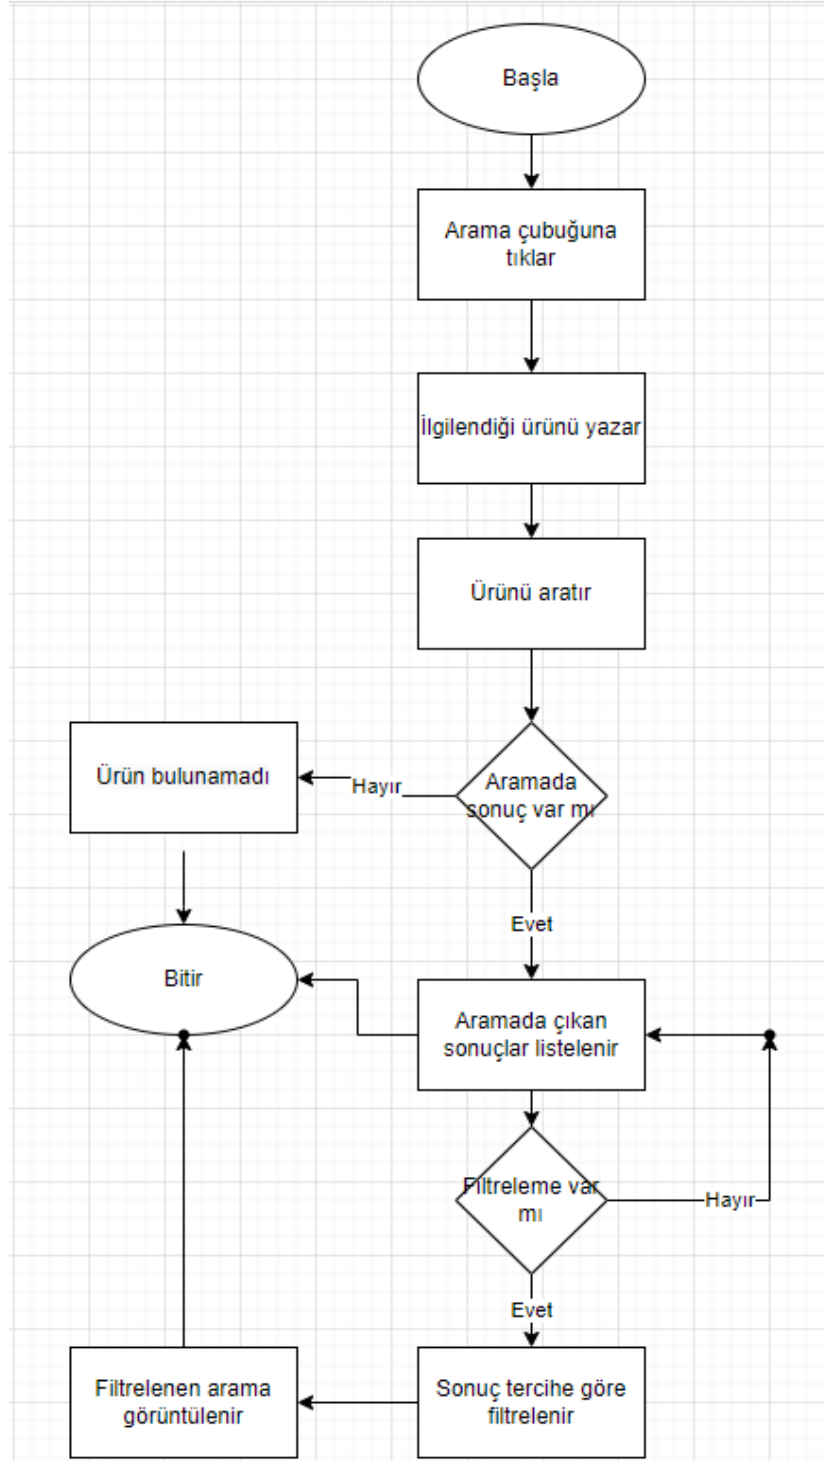 Başla
Arama çubuğuna
tıklar
İlgilendiği ürünü yazar
Ürünü aratır
Aramada
sonuç var mı
Hayır
Ürün bulunamadı
Evet
Bitir
Aramada çıkan
sonuçlar listelenir
Filtreleme var
mı
Hayır
Evet
Sonuç tercihe göre
filtrelenir
Filtrelenen arama
görüntülenir